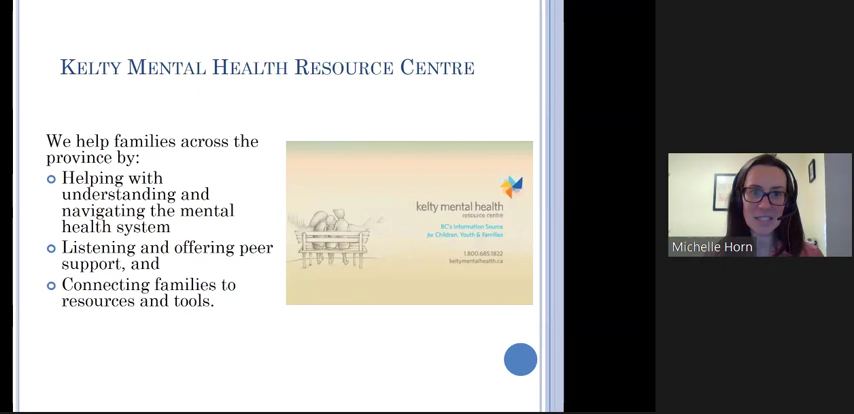 KELTY MENTAL HEALTH RESOURCE CENTRE
We help families across the
province by:
Helping with
understanding and
navigating the mental
health system
Listening and offering peer
support, and
Connecting families to
resources and tools.
kelty mental health
resource centre
BC's Information Source
for Children, Youth & Families
1.800.665.1822
keltymentalhealth.ca
Michelle Horn